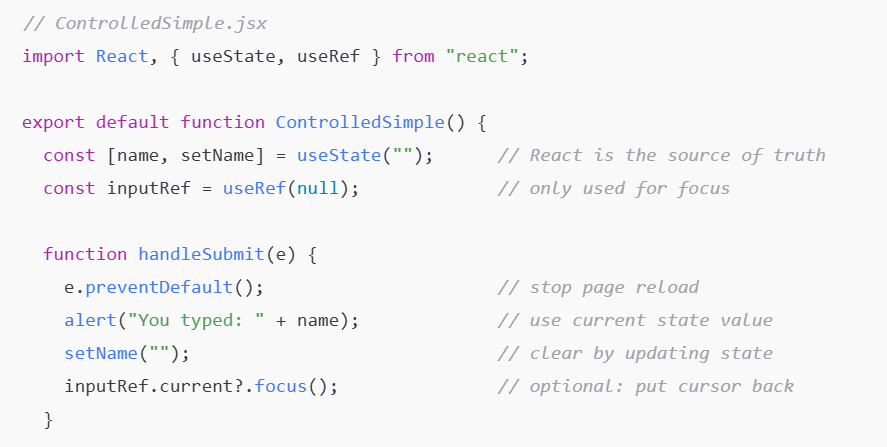 // ControlledSimple.jsx
import React, { useState, useRef } from "react";
export default function ControlledSimple() {
const [name, setName] = useState(""); // React is the source of truth
const inputRef = useRef(null); // only used for focus
function handleSubmit(e) {
e.preventDefault(); // stop page reload
alert("You typed: " + name); // use current state value
setName(""); // clear by updating state
inputRef.current?.focus(); // optional: put cursor back
}